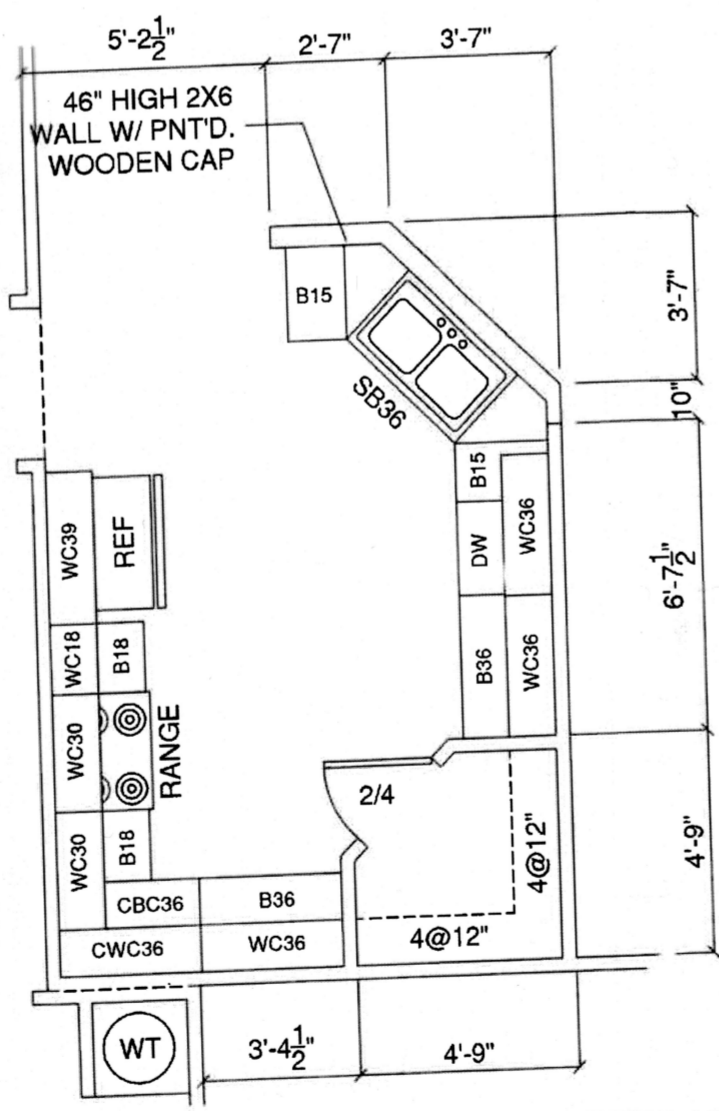 5'-2½"
2'-7"
3'-7"
46" HIGH 2X6
WALL W/ PNT'D.
WOODEN CAP
B15
3'-7"
SB36
10"
B15
WC39
REF
DW
WC36
6'-7½"
WC18
B18
B36
WC36
WC30
RANGE
2/4
WC30
B18
4@12"
4'-9"
CBC36
B36
4@12"
CWC36
WC36
WT
3'-4½"
4'-9"